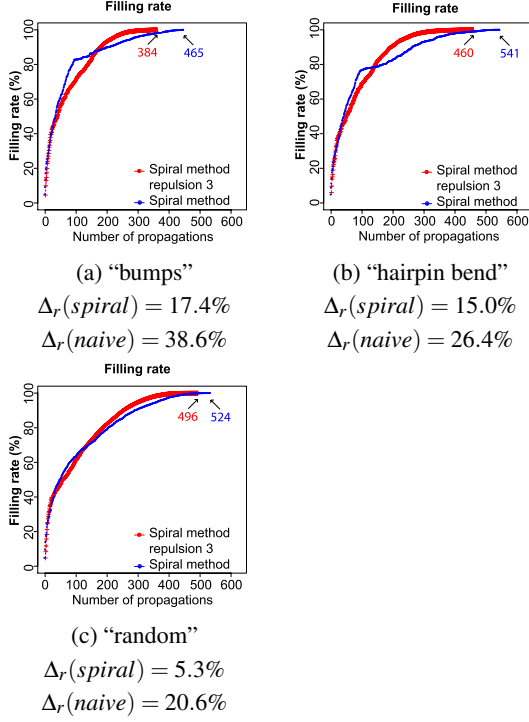 Filling rate
Filling rate (%)
0 20 40 60 80 100
384 465
Spiral method
repulsion 3
Spiral method
0 100 200 300 400 500 600
Number of propagations
(a) “bumps”
Δr(spiral) = 17.4%
Δr(naive) = 38.6%
Filling rate
Filling rate (%)
0 20 40 60 80 100
460 541
Spiral method
repulsion 3
Spiral method
0 100 200 300 400 500 600
Number of propagations
(b) “hairpin bend”
Δr(spiral) = 15.0%
Δr(naive) = 26.4%
Filling rate
Filling rate (%)
0 20 40 60 80 100
496 524
Spiral method
repulsion 3
Spiral method
0 100 200 300 400 500 600
Number of propagations
(c) “random”
Δr(spiral) = 5.3%
Δr(naive) = 20.6%